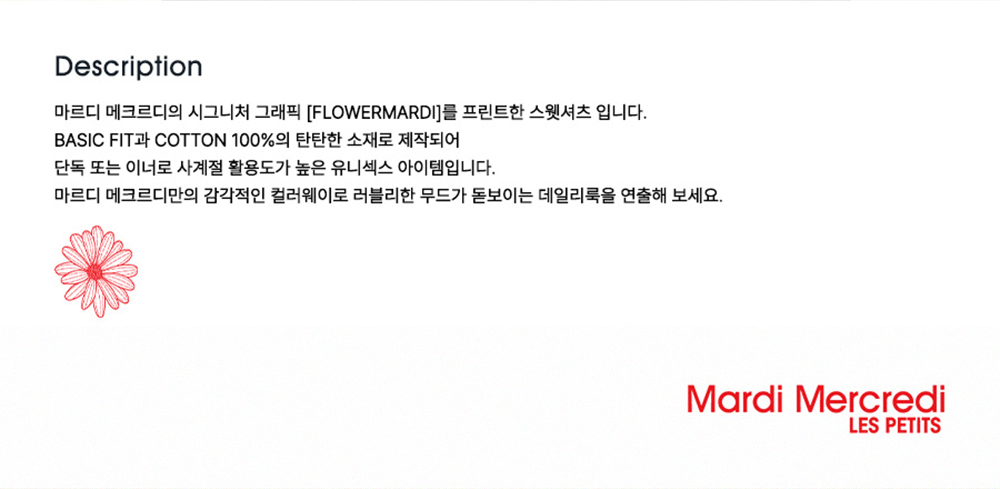 Description
마르디 메크르디의 시그니처 그래픽 [FLOWERMARDI]를 프린트한 스웻셔츠 입니다.
BASIC FIT과 COTTON 100%의 탄탄한 소재로 제작되어
단독 또는 이너로 사계절 활용도가 높은 유니섹스 아이템입니다.
마르디 메크르디만의 감각적인 컬러웨이로 러블리한 무드가 돋보이는 데일리룩을 연출해 보세요.
Mardi Mercredi
LES PETITS